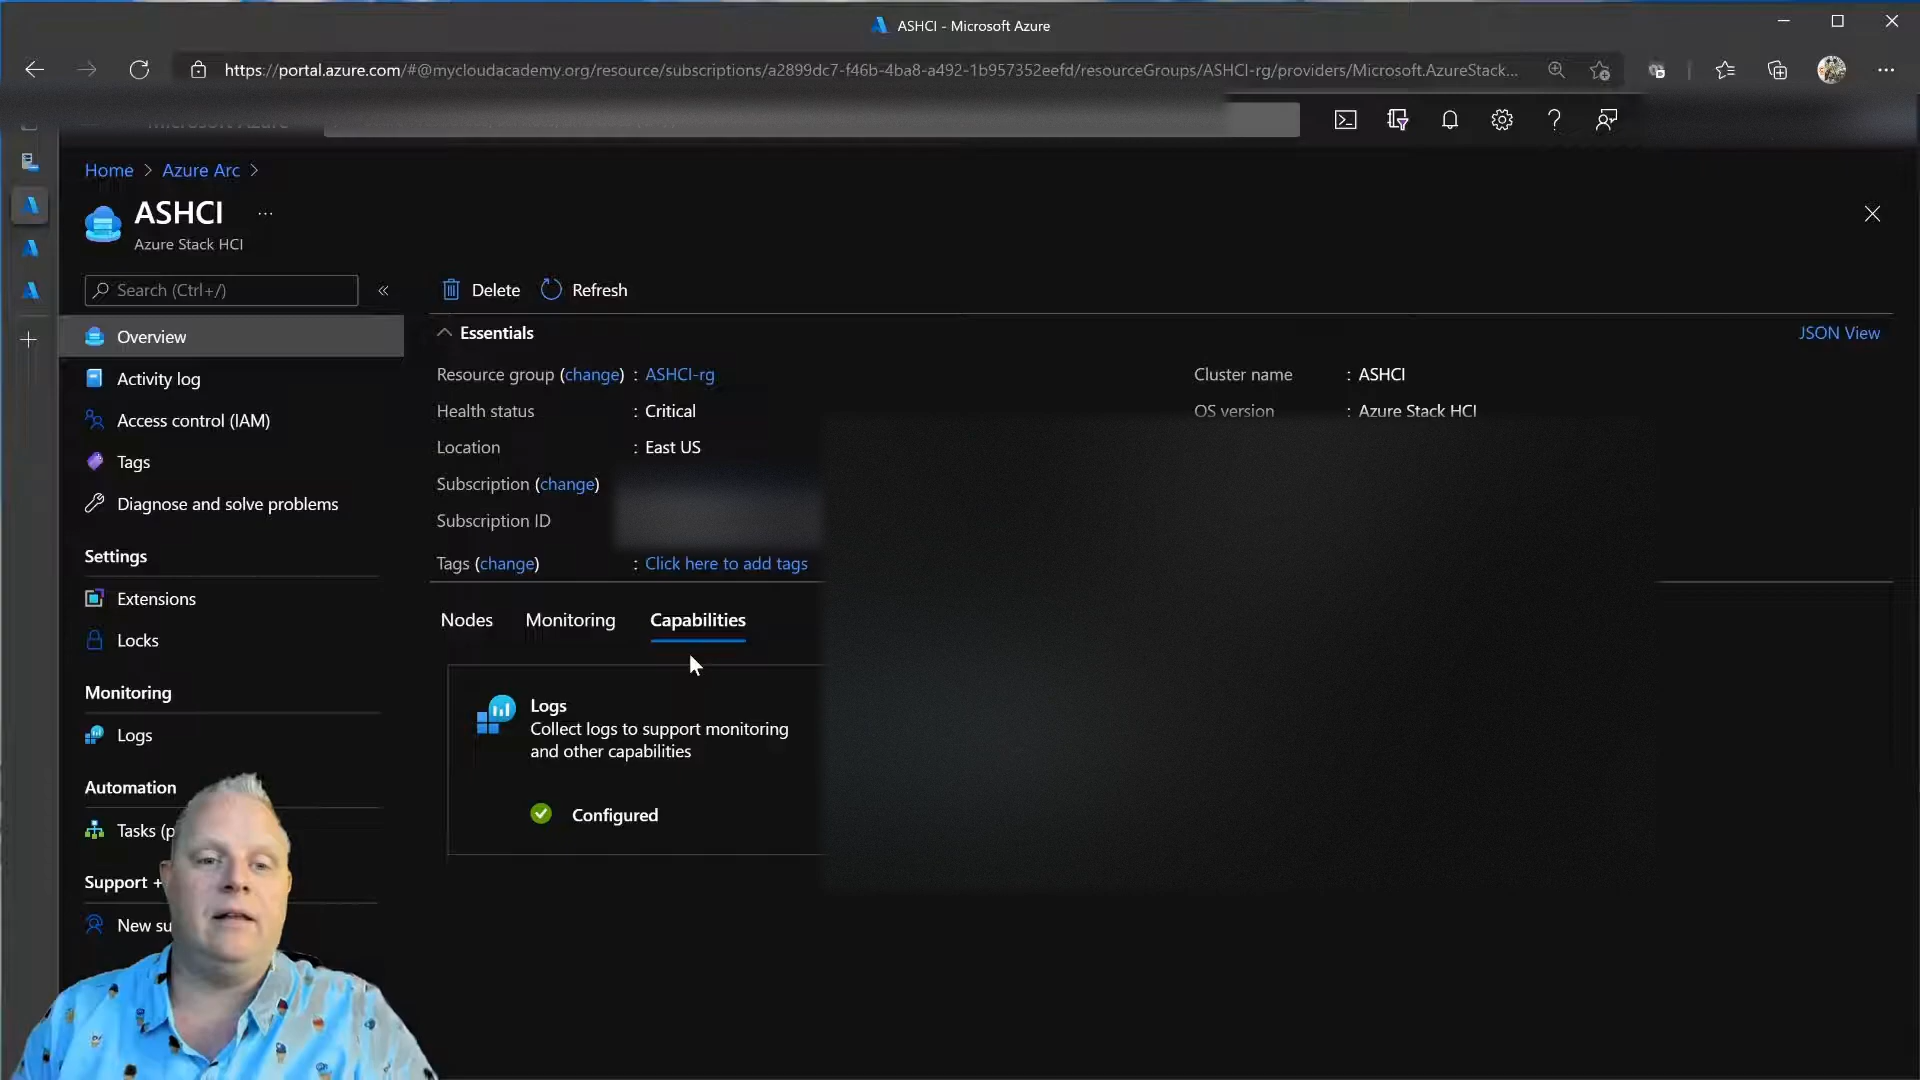 ASHCI - Microsoft Azure
https://portal.azure.com/#@mycloudacademy.org/resource/subscriptions/a2899dc7-f46b-4ba8-a492-1b957352eefd/resourceGroups/ASHCI-rg/providers/Microsoft.AzureStack...
Microsoft Azure
Home > Azure Arc >
ASHCI ...
Azure Stack HCI
Search (Ctrl+/) «
Delete Refresh
Overview
Activity log
Access control (IAM)
Tags
Diagnose and solve problems
Settings
Extensions
Locks
Monitoring
Logs
Automation
Tasks (p
Support +
New su
Essentials
JSON View
Resource group (change) : ASHCI-rg
Health status : Critical
Location : East US
Subscription (change)
Subscription ID
Tags (change) : Click here to add tags
Cluster name : ASHCI
OS version : Azure Stack HCI
Nodes Monitoring Capabilities
Logs
Collect logs to support monitoring
and other capabilities
Configured